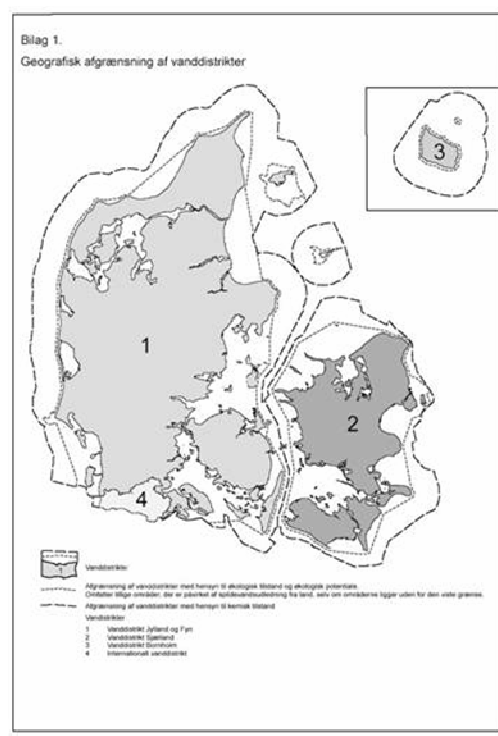 Bilag 1.
Geografisk afgrænsning af vanddistrikter
3
1
2
4
1
Vanddistrikter
Afgrænsning af vanddistrikter med hensyn til økologisk tilstand og økologisk potentiale.
Omfatter tillige områder, der er påvirket af spildevandsudledning fra land, selv om områderne ligger uden for den viste grænse.
Afgrænsning af vanddistrikter med hensyn til kemisk tilstand
Vanddistrikter
1 Vanddistrikt Jylland og Fyn
2 Vanddistrikt Sjælland
3 Vanddistrikt Bornholm
4 Internationalt vanddistrikt